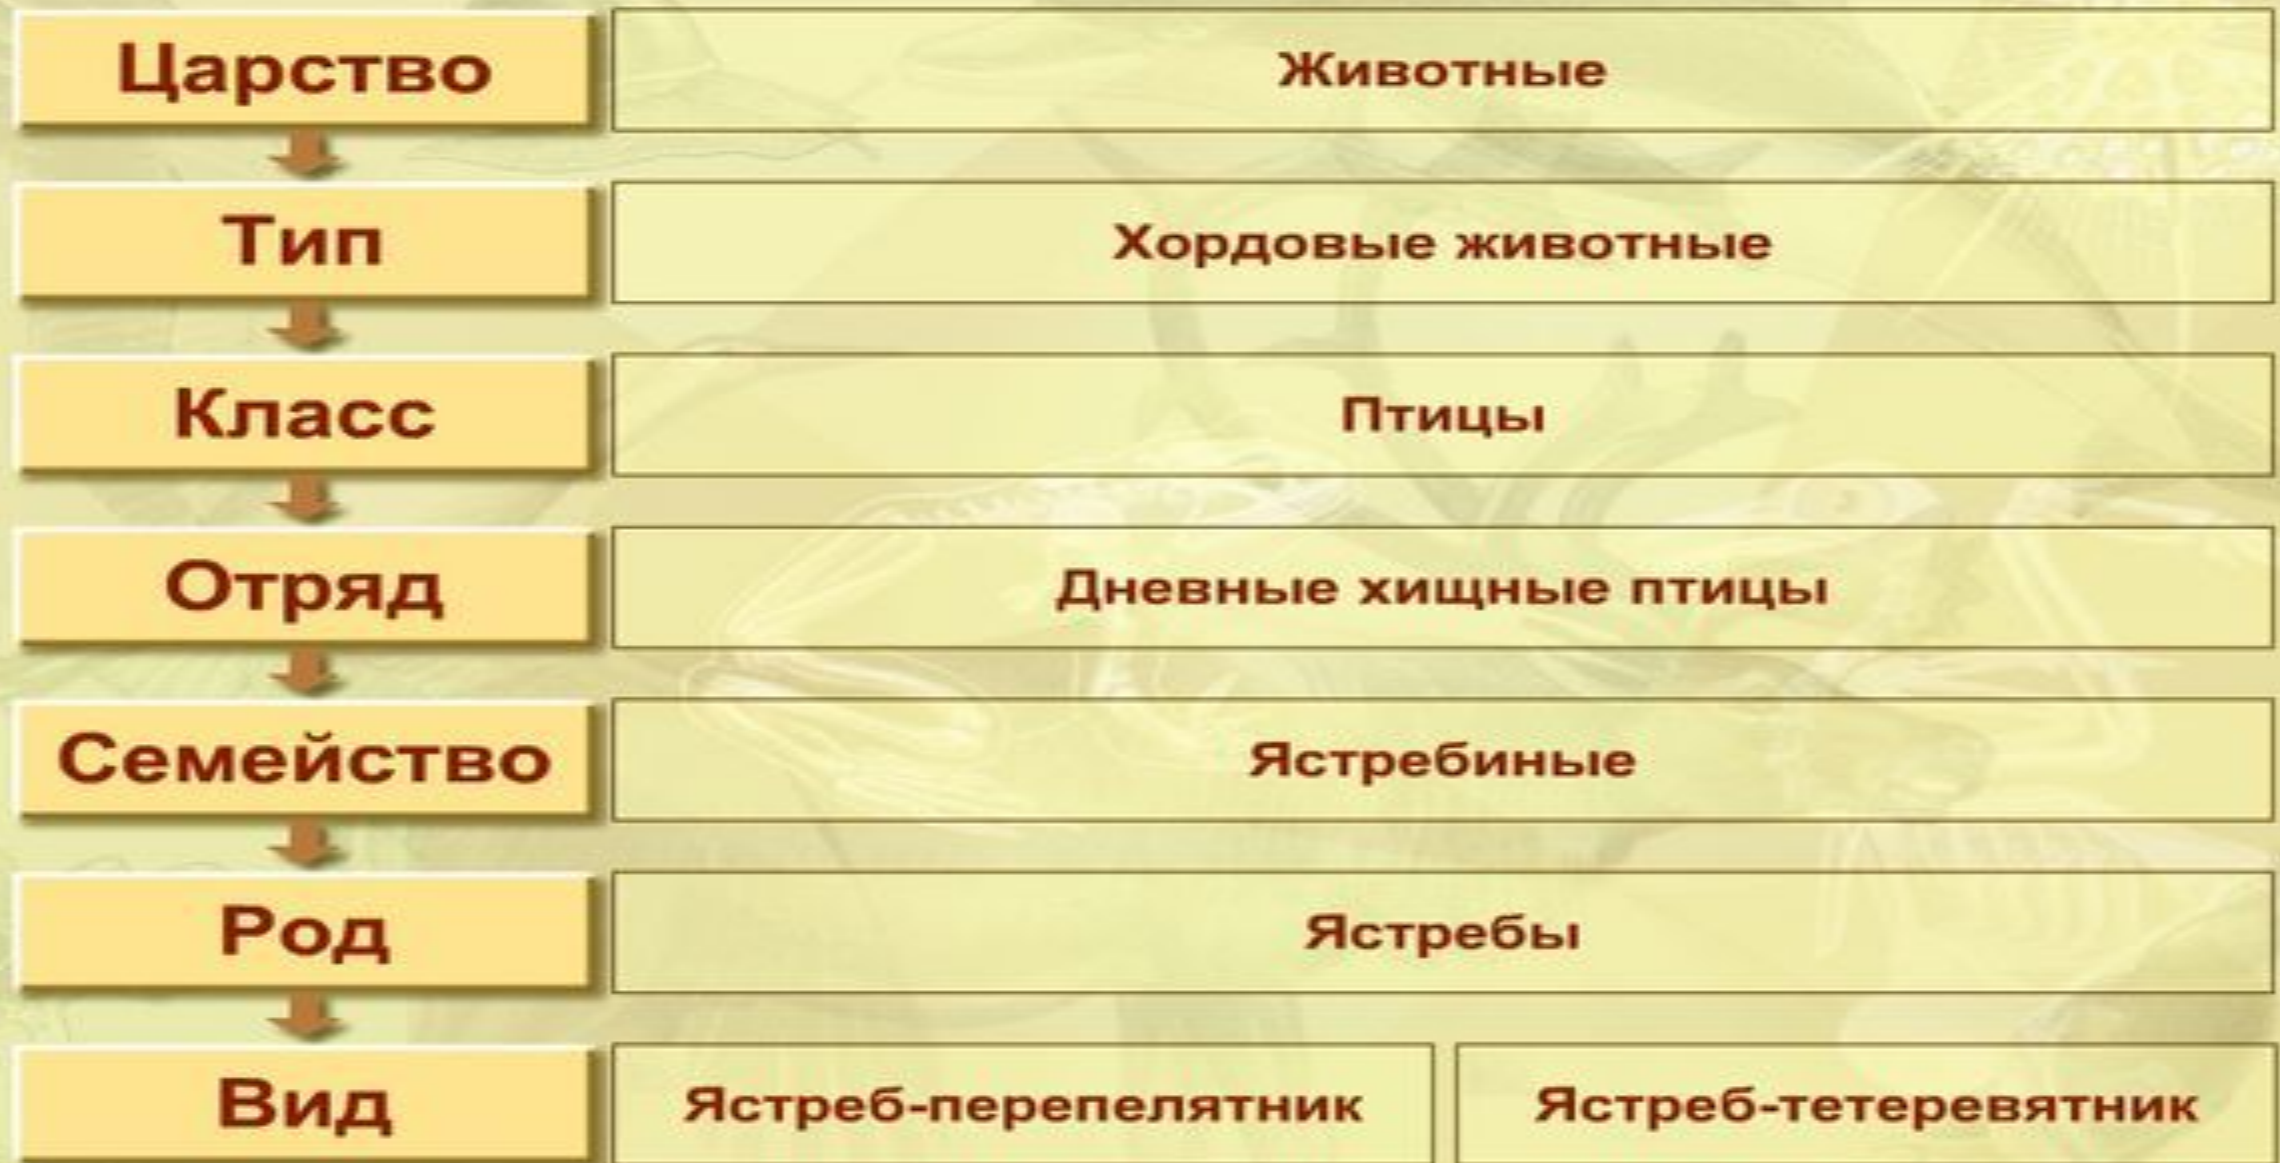 Царство
Животные
Тип
Хордовые животные
Класс
Птицы
Отряд
Дневные хищные птицы
Семейство
Ястребиные
Род
Ястребы
Вид
Ястреб-перепелятник
Ястреб-тетеревятник